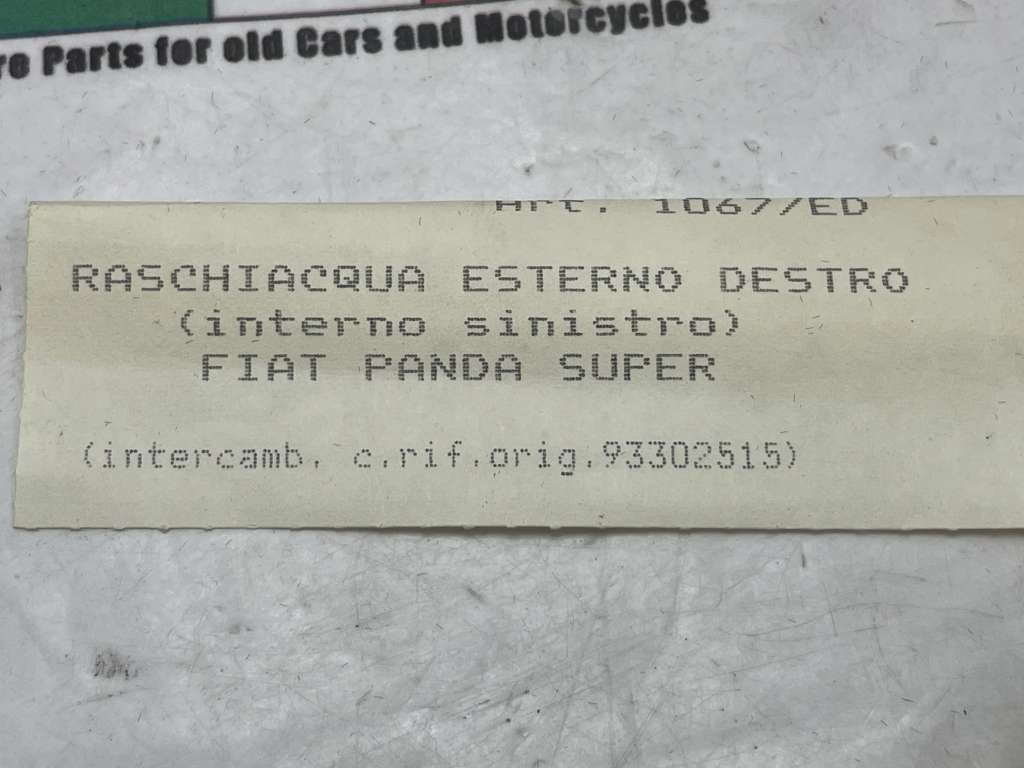 Parts for old Cars and Motorcycles
Art. 1067/ED
RASCHIACQUA ESTERNO DESTRO
(interno sinistro)
FIAT PANDA SUPER
(intercamb. c.rif.orig.93302515)